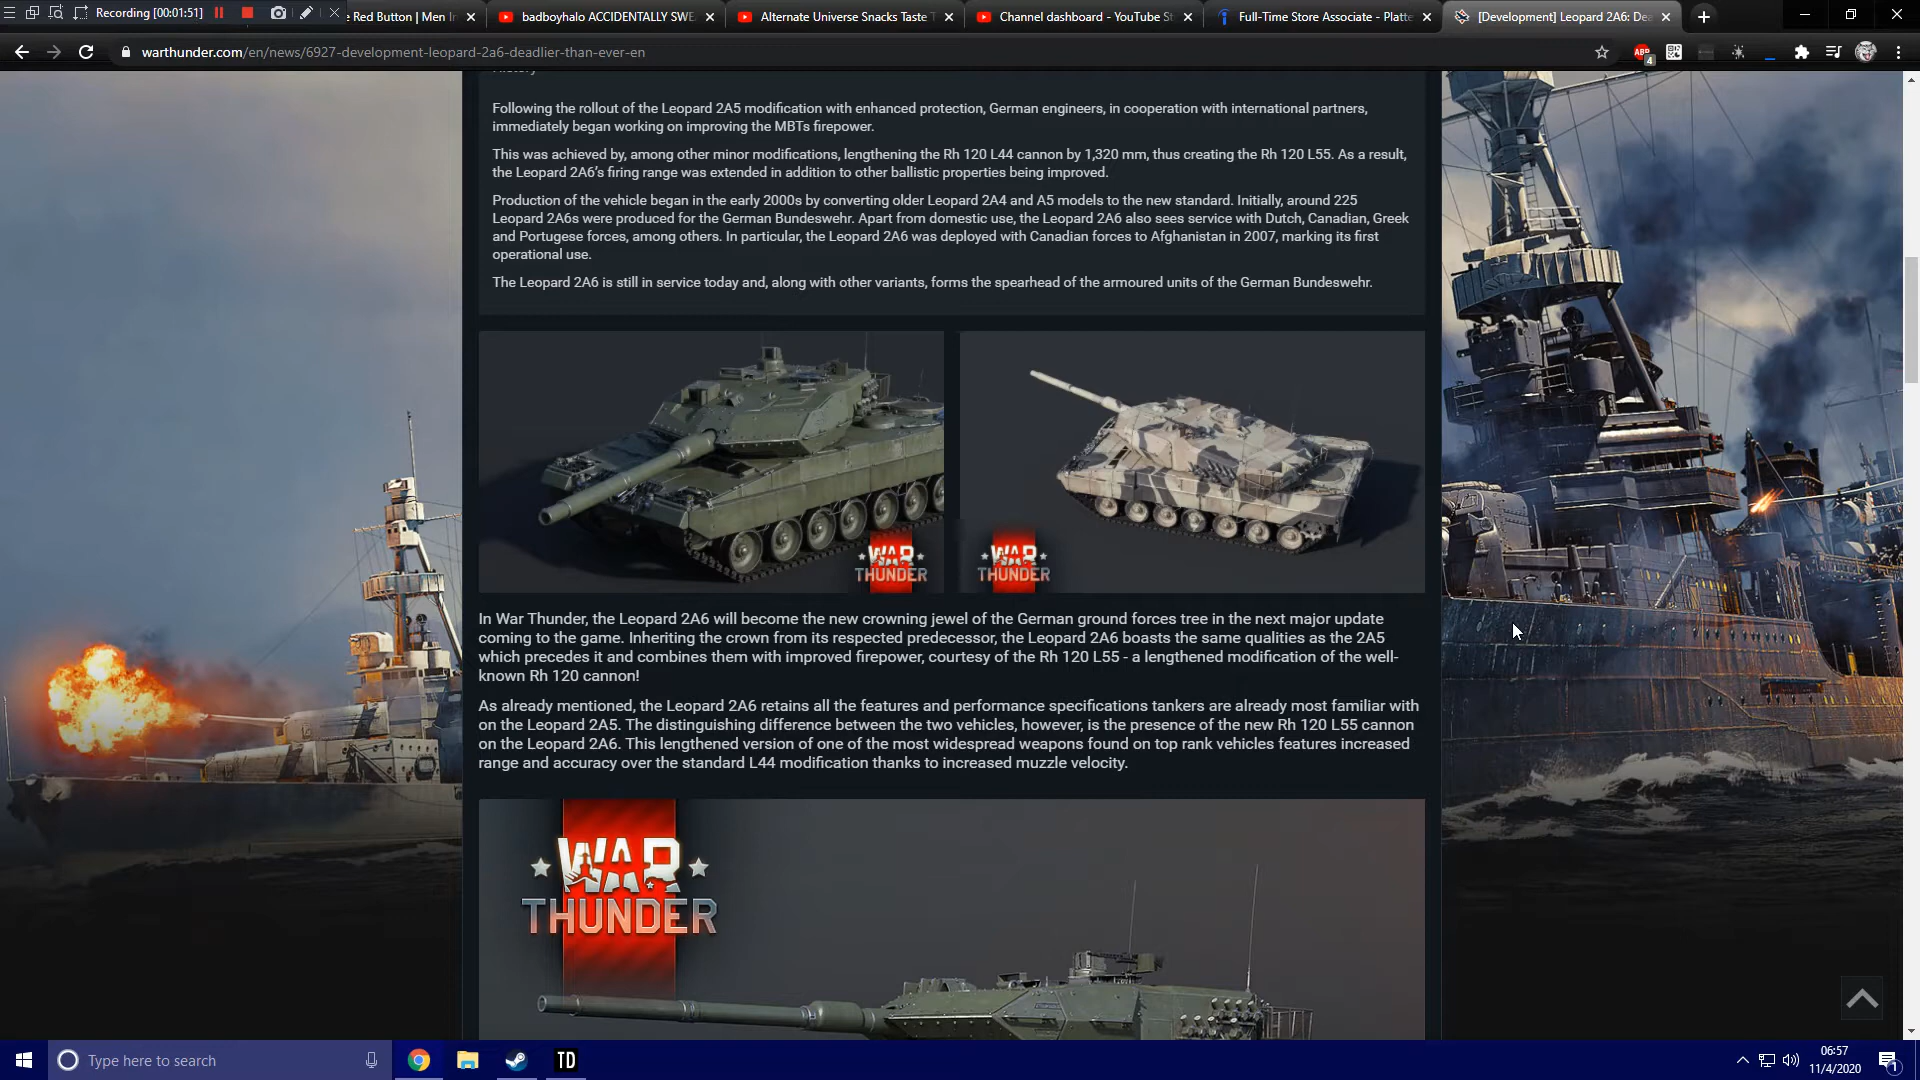 Recording [00:01:51]
e Red Button | Men I
badboyhalo ACCIDENTALLY SWE
Alternate Universe Snacks Taste T
Channel dashboard - YouTube St
Full-Time Store Associate - Platte
[Development] Leopard 2A6: De
warthunder.com/en/news/6927-development-leopard-2a6-deadlier-than-ever-en
ABP
4
History
Following the rollout of the Leopard 2A5 modification with enhanced protection, German engineers, in cooperation with international partners,
immediately began working on improving the MBTs firepower.
This was achieved by, among other minor modifications, lengthening the Rh 120 L44 cannon by 1,320 mm, thus creating the Rh 120 L55. As a result,
the Leopard 2A6's firing range was extended in addition to other ballistic properties being improved.
Production of the vehicle began in the early 2000s by converting older Leopard 2A4 and A5 models to the new standard. Initially, around 225
Leopard 2A6s were produced for the German Bundeswehr. Apart from domestic use, the Leopard 2A6 also sees service with Dutch, Canadian, Greek
and Portugese forces, among others. In particular, the Leopard 2A6 was deployed with Canadian forces to Afghanistan in 2007, marking its first
operational use.
The Leopard 2A6 is still in service today and, along with other variants, forms the spearhead of the armoured units of the German Bundeswehr.
WAR
THUNDER
WAR
THUNDER
In War Thunder, the Leopard 2A6 will become the new crowning jewel of the German ground forces tree in the next major update
coming to the game. Inheriting the crown from its respected predecessor, the Leopard 2A6 boasts the same qualities as the 2A5
which precedes it and combines them with improved firepower, courtesy of the Rh 120 L55 - a lengthened modification of the well-
known Rh 120 cannon!
As already mentioned, the Leopard 2A6 retains all the features and performance specifications tankers are already most familiar with
on the Leopard 2A5. The distinguishing difference between the two vehicles, however, is the presence of the new Rh 120 L55 cannon
on the Leopard 2A6. This lengthened version of one of the most widespread weapons found on top rank vehicles features increased
range and accuracy over the standard L44 modification thanks to increased muzzle velocity.
WAR
THUNDER
Type here to search
TD
06:57
11/4/2020
1